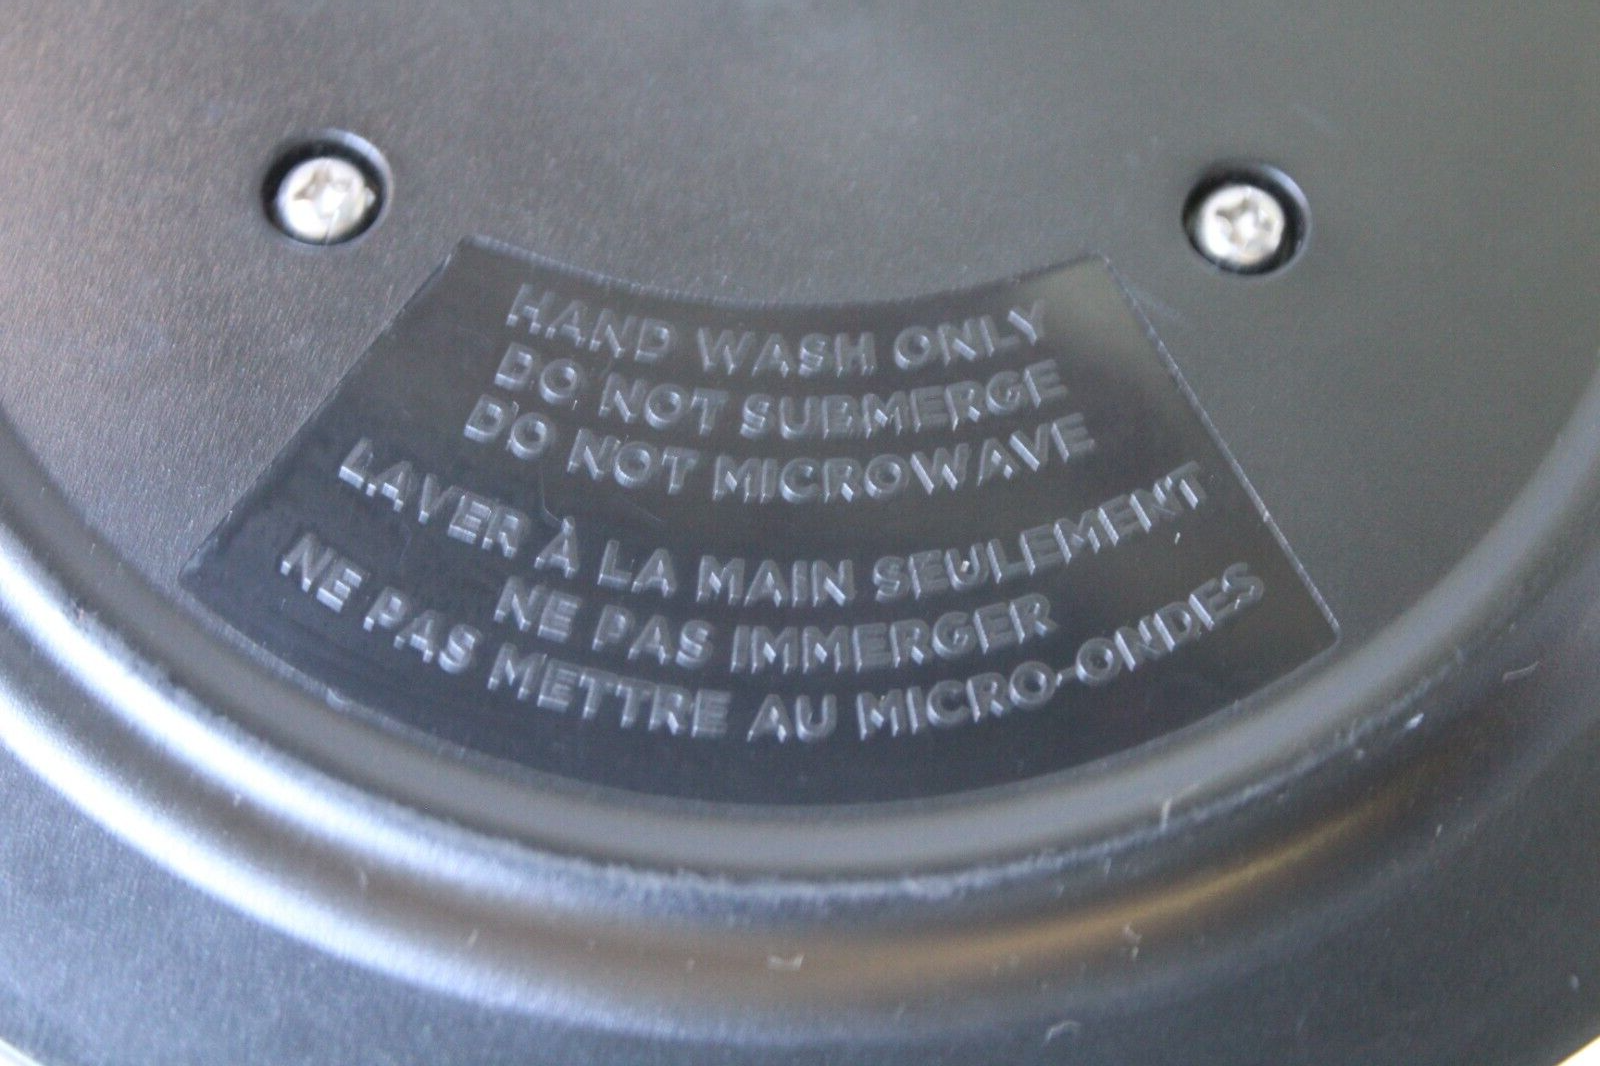 HAND WASH ONLY
DO NOT SUBMERGE
DO NOT MICROWAVE
LAVER À LA MAIN SEULEMENT
NE PAS IMMERGER
NE PAS METTRE AU MICRO-ONDES